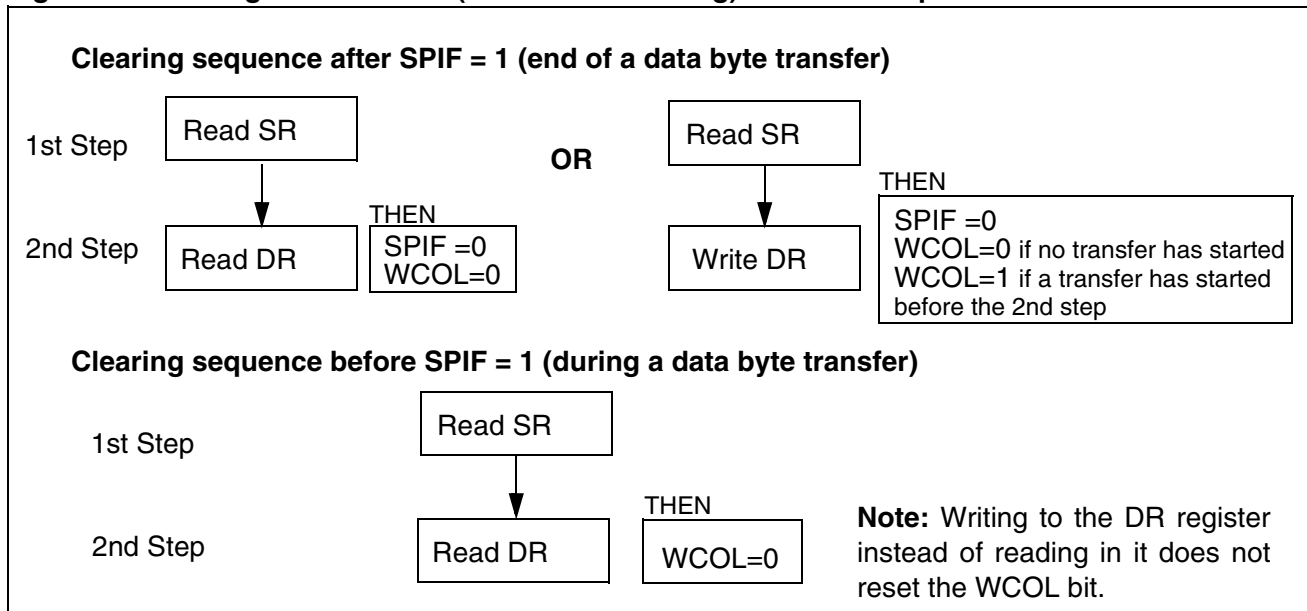 Clearing sequence after SPIF = 1 (end of a data byte transfer)
1st Step
Read SR
OR
Read SR
THEN
2nd Step
Read DR
THEN
SPIF =0
WCOL=0
Write DR
SPIF =0
WCOL=0 if no transfer has started
WCOL=1 if a transfer has started
before the 2nd step
Clearing sequence before SPIF = 1 (during a data byte transfer)
1st Step
Read SR
2nd Step
Read DR
THEN
WCOL=0
Note: Writing to the DR register
instead of reading in it does not
reset the WCOL bit.